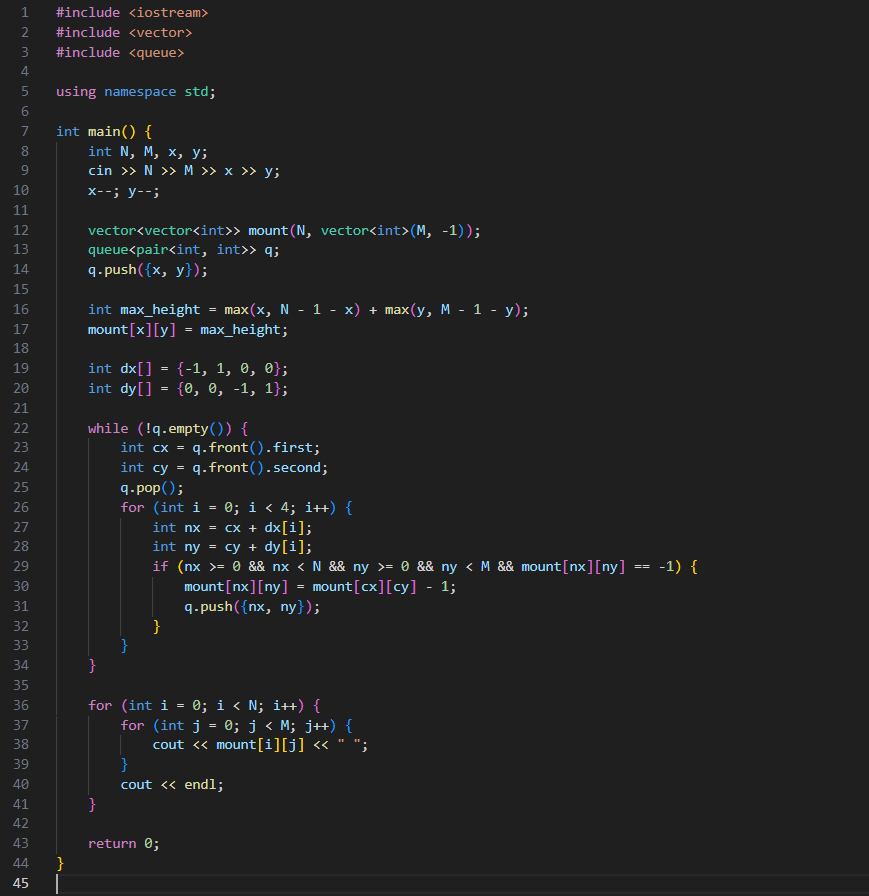 1 #include <iostream>
2 #include <vector>
3 #include <queue>
4
5 using namespace std;
6
7 int main() {
8     int N, M, x, y;
9     cin >> N >> M >> x >> y;
10     x--; y--;
11
12     vector<vector<int>> mount(N, vector<int>(M, -1));
13     queue<pair<int, int>> q;
14     q.push({x, y});
15
16     int max_height = max(x, N - 1 - x) + max(y, M - 1 - y);
17     mount[x][y] = max_height;
18
19     int dx[] = {-1, 1, 0, 0};
20     int dy[] = {0, 0, -1, 1};
21
22     while (!q.empty()) {
23         int cx = q.front().first;
24         int cy = q.front().second;
25         q.pop();
26         for (int i = 0; i < 4; i++) {
27             int nx = cx + dx[i];
28             int ny = cy + dy[i];
29             if (nx >= 0 && nx < N && ny >= 0 && ny < M && mount[nx][ny] == -1) {
30                 mount[nx][ny] = mount[cx][cy] - 1;
31                 q.push({nx, ny});
32             }
33         }
34     }
35
36     for (int i = 0; i < N; i++) {
37         for (int j = 0; j < M; j++) {
38             cout << mount[i][j] << " ";
39         }
40         cout << endl;
41     }
42
43     return 0;
44 }
45